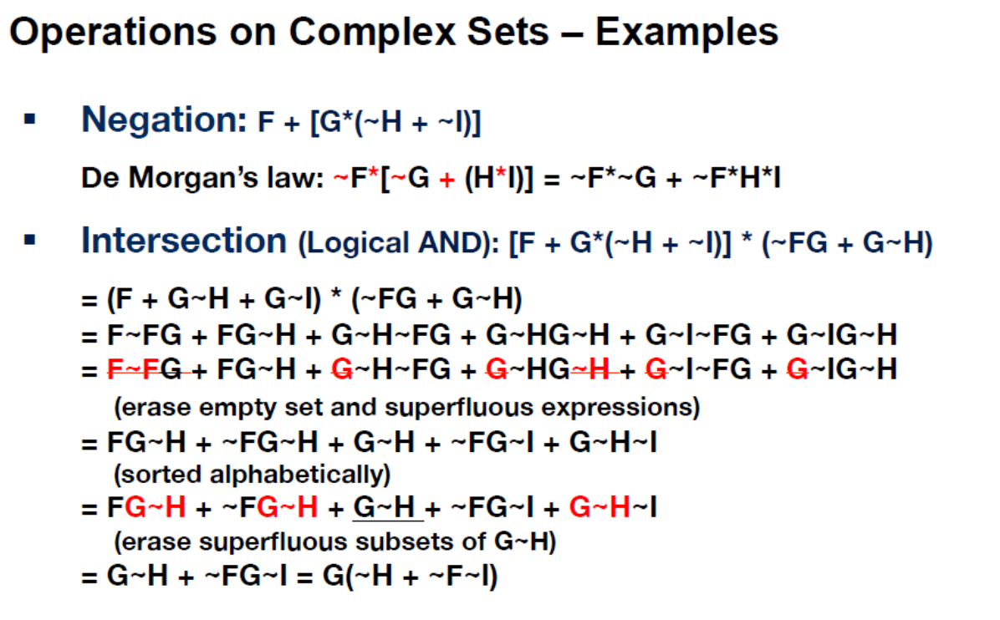 Operations on Complex Sets – Examples
▪ Negation: F + [G*(~H + ~I)]
De Morgan's law: ~F*[~G + (H*I)] = ~F*~G + ~F*H*I
▪ Intersection (Logical AND): [F + G*(~H + ~I)] * (~FG + G~H)
= (F + G~H + G~I) * (~FG + G~H)
= F~FG + FG~H + G~H~FG + G~HG~H + G~I~FG + G~IG~H
= F~FG + FG~H + G~H~FG + G~HG~H + G~I~FG + G~IG~H
(erase empty set and superfluous expressions)
= FG~H + ~FG~H + G~H + ~FG~I + G~H~I
(sorted alphabetically)
= FG~H + ~FG~H + G~H + ~FG~I + G~H~I
(erase superfluous subsets of G~H)
= G~H + ~FG~I = G(~H + ~F~I)